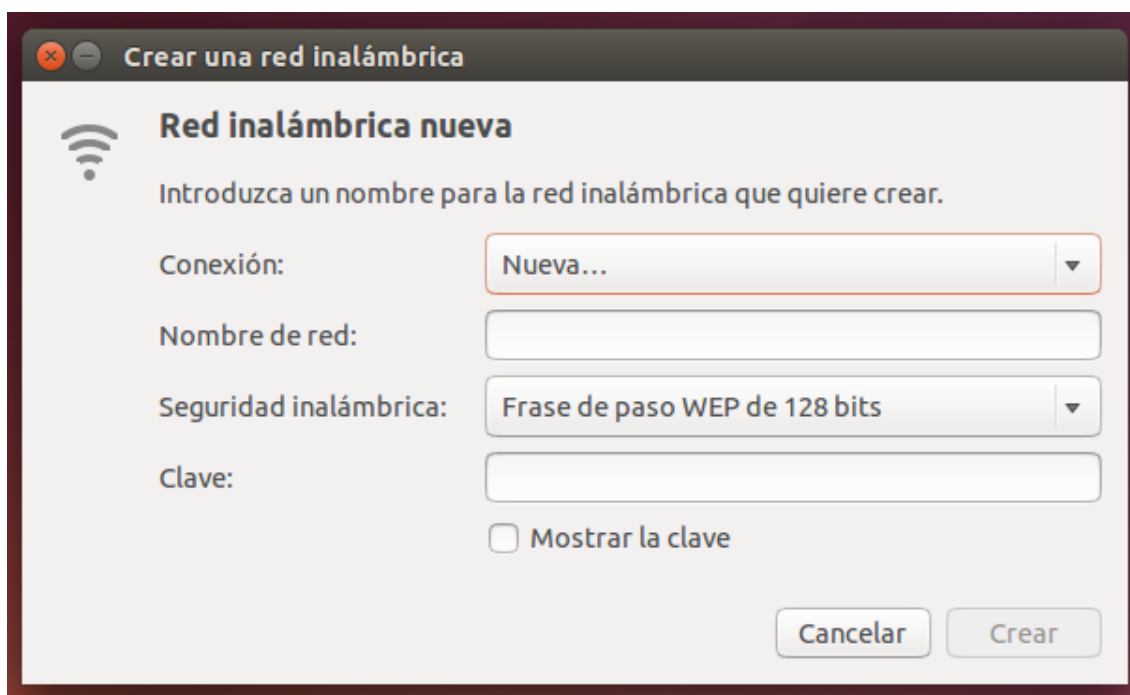 Crear una red inalámbrica
Red inalámbrica nueva
Introduzca un nombre para la red inalámbrica que quiere crear.
Conexión: Nueva...
Nombre de red:
Seguridad inalámbrica: Frase de paso WEP de 128 bits
Clave:
Mostrar la clave
Cancelar Crear